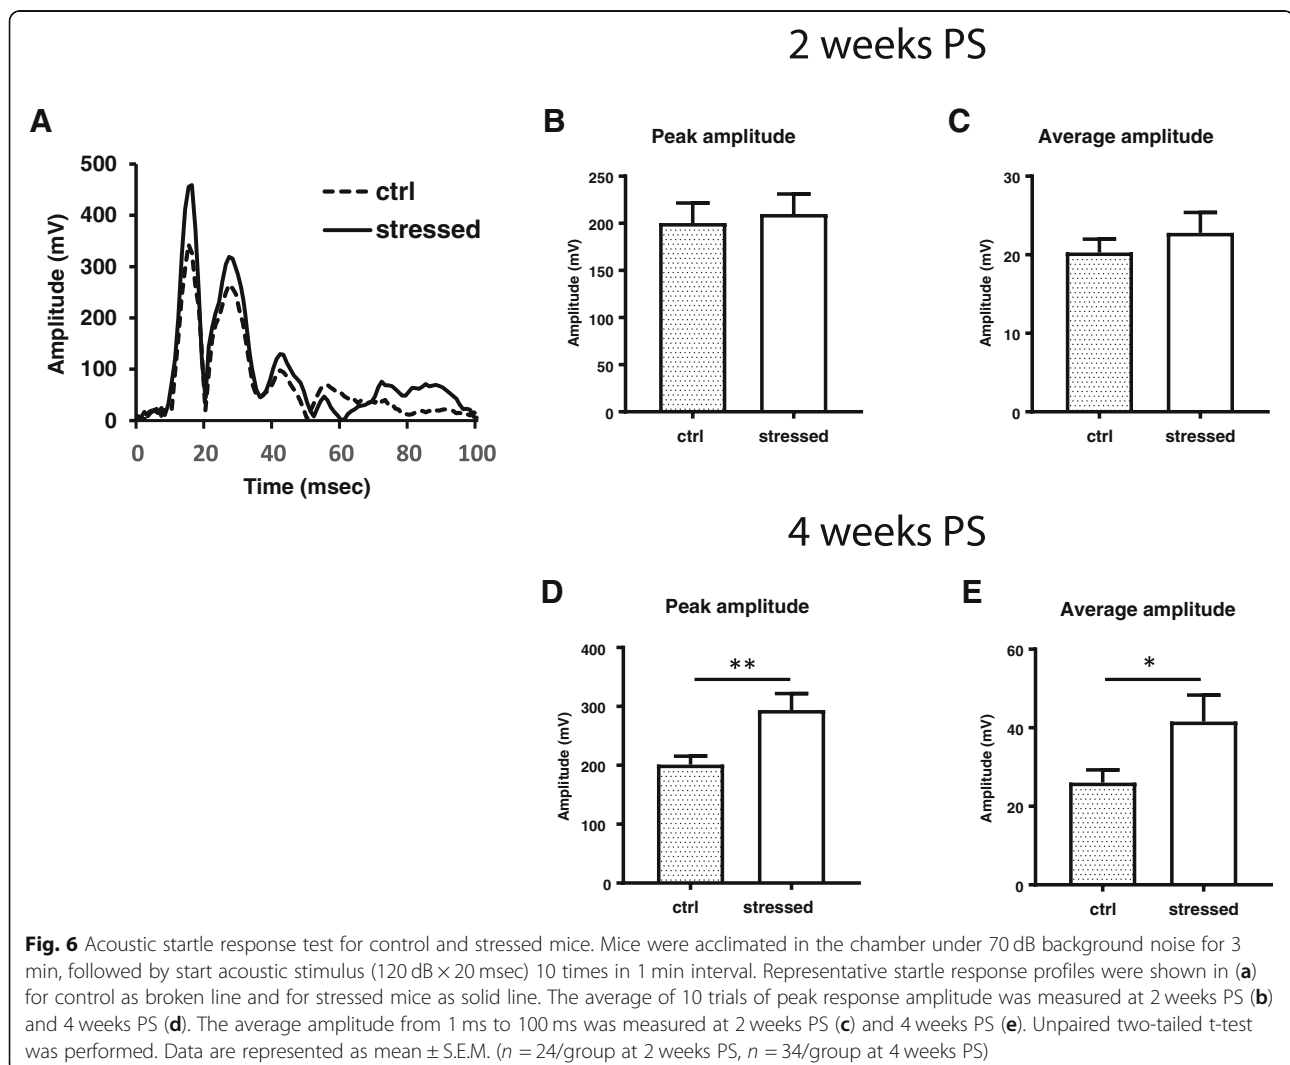 2 weeks PS
A
500
400
300
200
100
0
Amplitude (mV)
0 20 40 60 80 100
Time (msec)
ctrl
stressed
B
Peak amplitude
250
200
150
100
50
0
Amplitude (mV)
ctrl stressed
C
Average amplitude
30
20
10
0
Amplitude (mV)
ctrl stressed
4 weeks PS
D
Peak amplitude
400
300
200
100
0
Amplitude (mV)
**
ctrl stressed
E
Average amplitude
60
40
20
0
Amplitude (mV)
*
ctrl stressed
Fig. 6 Acoustic startle response test for control and stressed mice. Mice were acclimated in the chamber under 70 dB background noise for 3
min, followed by start acoustic stimulus (120 dB × 20 msec) 10 times in 1 min interval. Representative startle response profiles were shown in (a)
for control as broken line and for stressed mice as solid line. The average of 10 trials of peak response amplitude was measured at 2 weeks PS (b)
and 4 weeks PS (d). The average amplitude from 1 ms to 100 ms was measured at 2 weeks PS (c) and 4 weeks PS (e). Unpaired two-tailed t-test
was performed. Data are represented as mean ± S.E.M. (n = 24/group at 2 weeks PS, n = 34/group at 4 weeks PS)